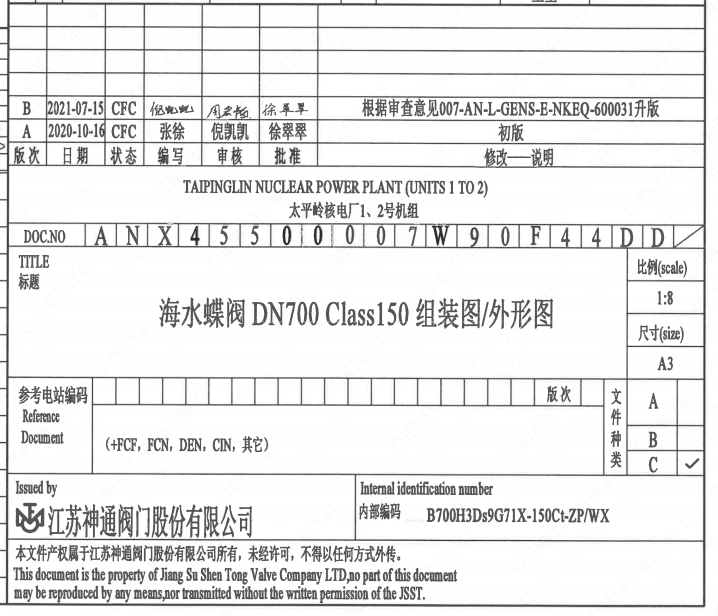 B 2021-07-15 CFC 倪凯凯 徐翠翠 根据审查意见007-AN-L-GENS-E-NKEQ-600031升版
A 2020-10-16 CFC 张徐 倪凯凯 徐翠翠 初版
版次 日期 状态 编写 审核 批准 修改——说明
TAIPINGLIN NUCLEAR POWER PLANT (UNITS 1 TO 2)
太平岭核电厂1、2号机组
DOC.NO A N X 4 5 5 0 0 0 0 7 W 9 0 F 4 4 D D
TITLE
标题
比例(scale)
1:8
海水蝶阀 DN700 Class150 组装图/外形图
尺寸(size)
A3
参考电站编码
Reference
Document
版次
(+FCF, FCN, DEN, CIN, 其它)
文件种类
A
B
C ✓
Issued by
江苏神通阀门股份有限公司
Internal identification number
内部编码 B700H3Ds9G71X-150Ct-ZP/WX
本文件产权属于江苏神通阀门股份有限公司所有，未经许可，不得以任何方式外传。
This document is the property of Jiang Su Shen Tong Valve Company LTD,no part of this document
may be reproduced by any means,nor transmitted without the written permission of the JSST.